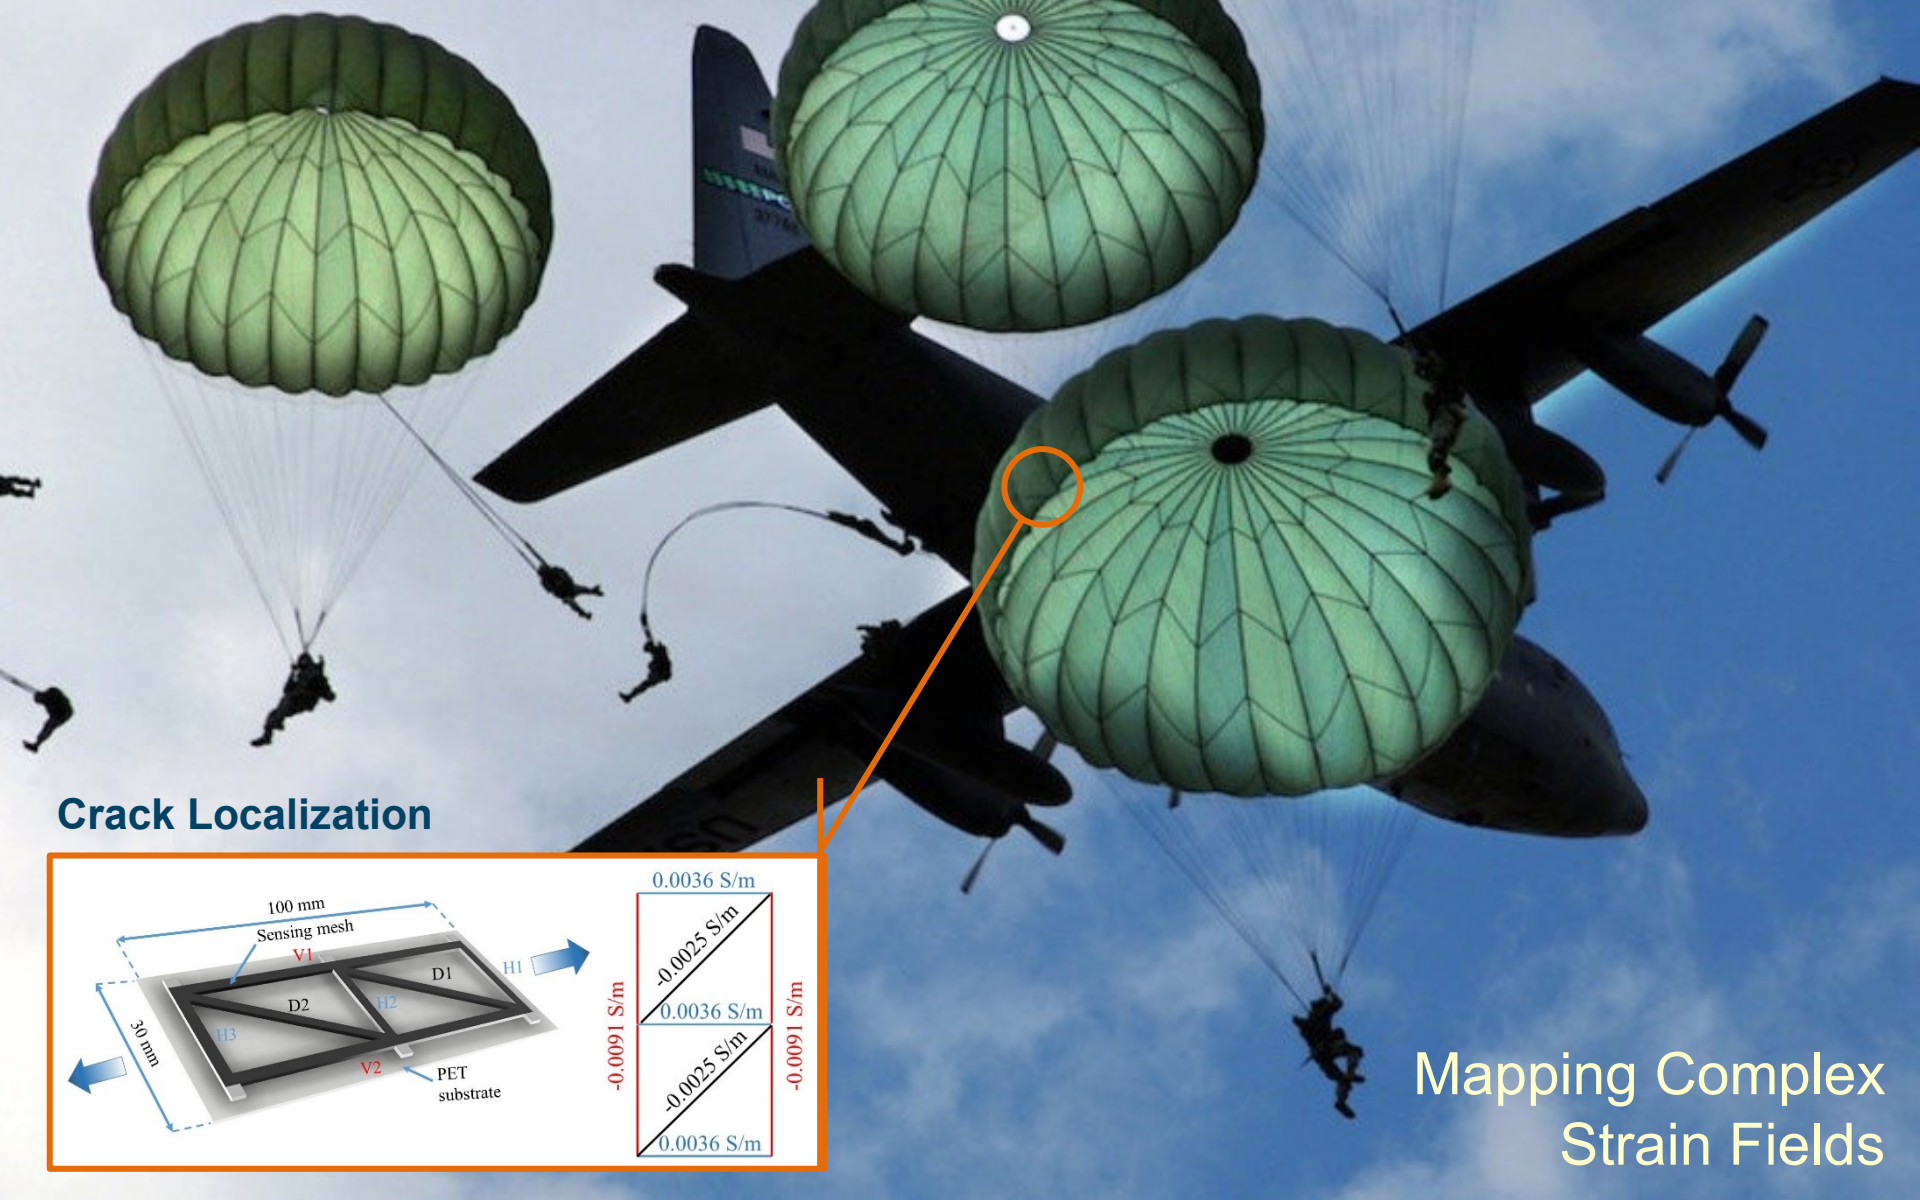 Crack Localization
100 mm
Sensing mesh
V1
H1
D1
D2
H2
H3
30 mm
V2
PET
substrate
0.0036 S/m
-0.0025 S/m
-0.0091 S/m
0.0036 S/m
-0.0091 S/m
-0.0025 S/m
0.0036 S/m
Mapping Complex
Strain Fields